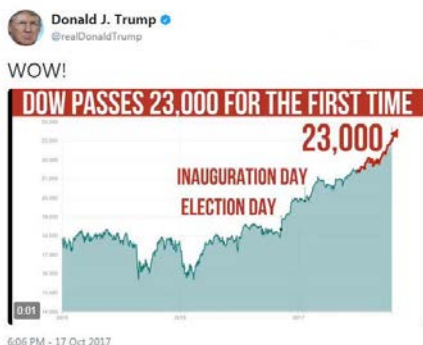 Donald J. Trump
@realDonaldTrump
WOW!
DOW PASSES 23,000 FOR THE FIRST TIME
23,000
INAUGURATION DAY
ELECTION DAY
0:01
2017
6:06 PM - 17 Oct 2017